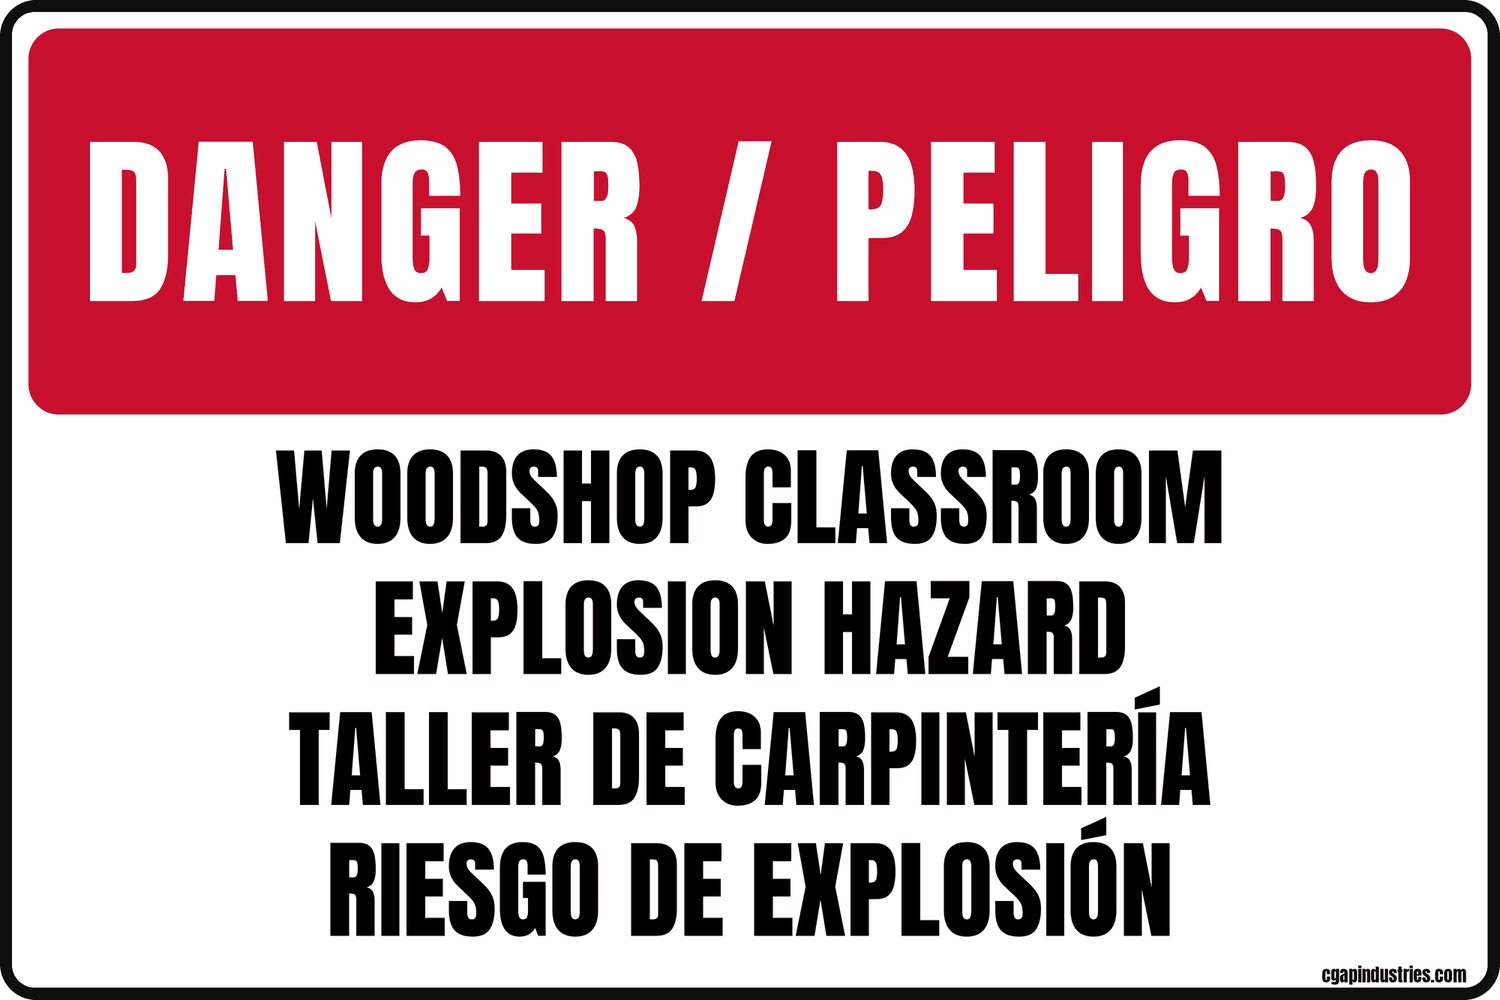 DANGER / PELIGRO
WOODSHOP CLASSROOM
EXPLOSION HAZARD
TALLER DE CARPINTERÍA
RIESGO DE EXPLOSIÓN
cgapindustries.com